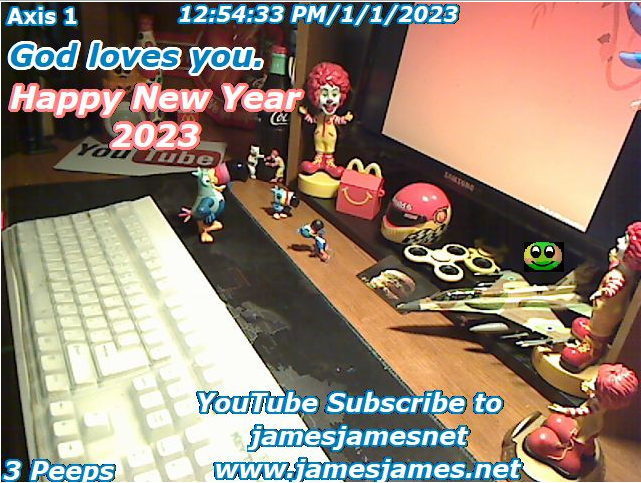 Axis 1
12:54:33 PM/1/1/2023
God loves you.
Happy New Year
2023
YouTube
SAMSUNG
YouTube Subscribe to
jamesjamesnet
3 Peeps
www.jamesjames.net